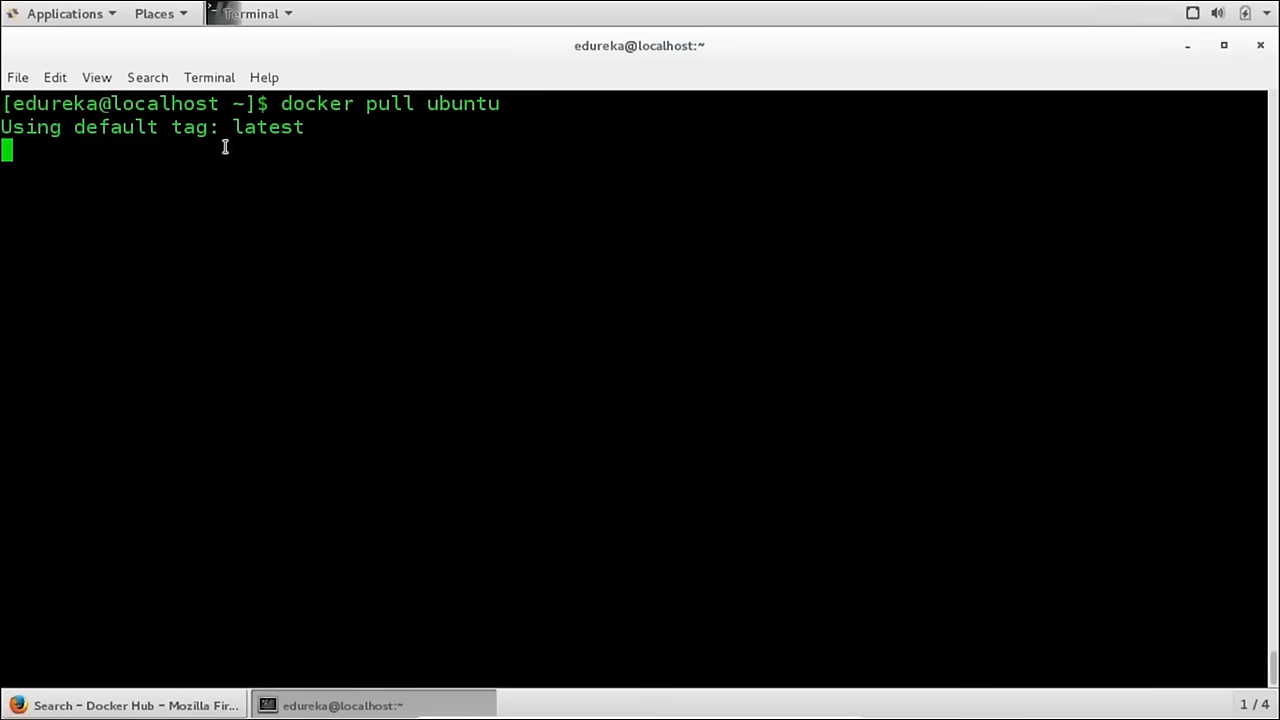 Applications Places Terminal
edureka@localhost:~
File Edit View Search Terminal Help
[edureka@localhost ~]$ docker pull ubuntu
Using default tag: latest
Search - Docker Hub - Mozilla Fir... edureka@localhost:~ 1 / 4